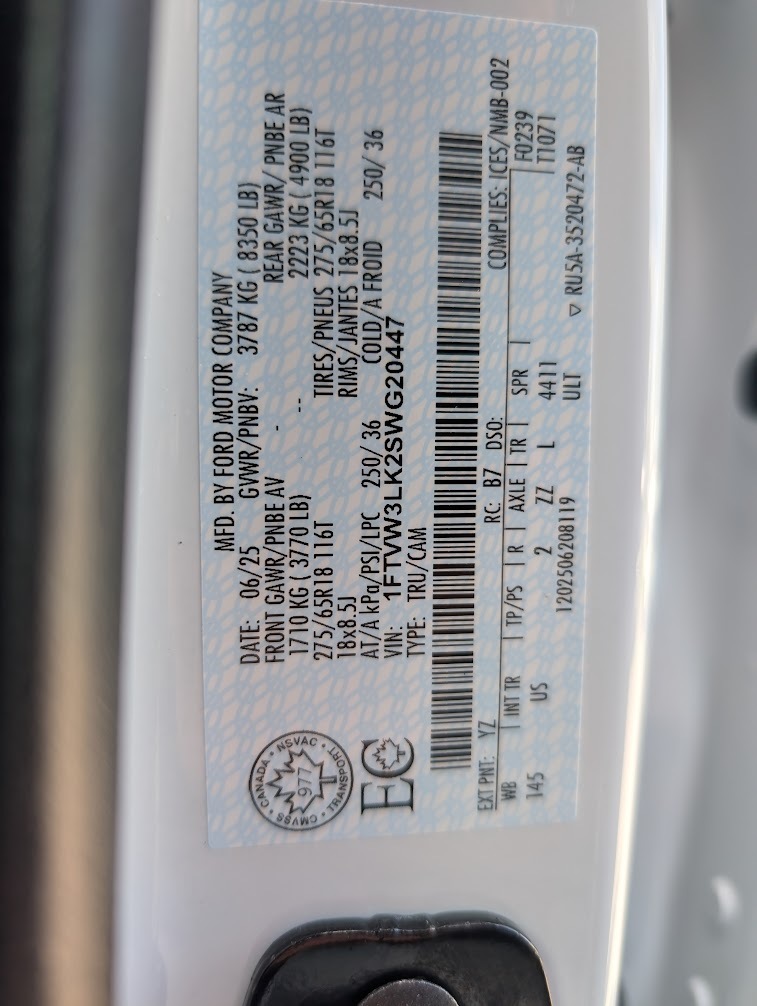 MFD. BY FORD MOTOR COMPANY
DATE: 06/25 GVWR/PNBV: 3787 KG ( 8350 LB)
FRONT GAWR/PNBE AV - REAR GAWR/ PNBE AR
1710 KG ( 3770 LB) -- 2223 KG ( 4900 LB)
275/65R18 116T TIRES/PNEUS 275/65R18 116T
18x8.5J RIMS/JANTES 18x8.5J
AT/A kPa/PSI/LPC 250/ 36 COLD/A FROID 250/ 36
VIN: 1FTVW3LK2SWG20447
TYPE: TRU/CAM
CANADA • NSVAC • TRANSPORT • CMVSS •
977
EC
EXT PNT: YZ RC: B7 DSO: COMPLIES: ICES/NMB-002
WB INT TR TP/PS R AXLE TR SPR F0239
T1071
145 US 2 ZZ L 4411
ULT
1202506208119 ▽ RU5A-3520472-AB